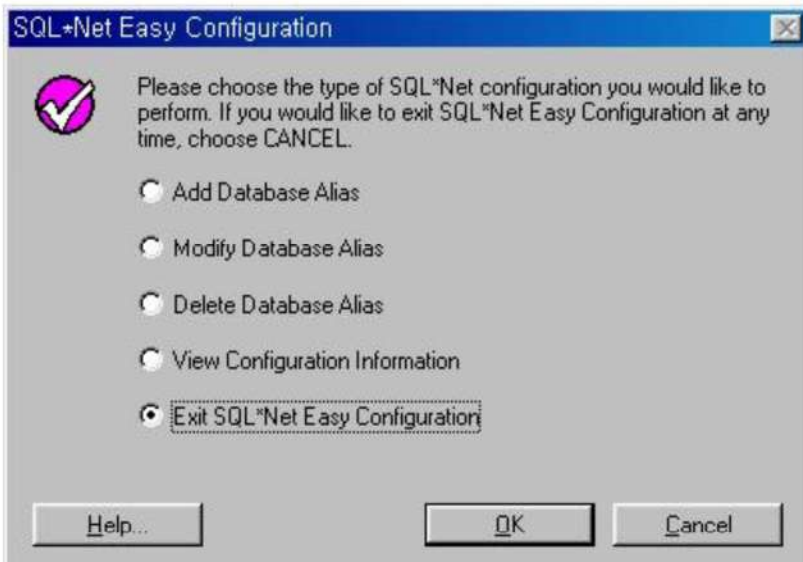 SQL*Net Easy Configuration
Please choose the type of SQL*Net configuration you would like to
perform. If you would like to exit SQL*Net Easy Configuration at any
time, choose CANCEL.
Add Database Alias
Modify Database Alias
Delete Database Alias
View Configuration Information
Exit SQL*Net Easy Configuration
Help...
OK
Cancel